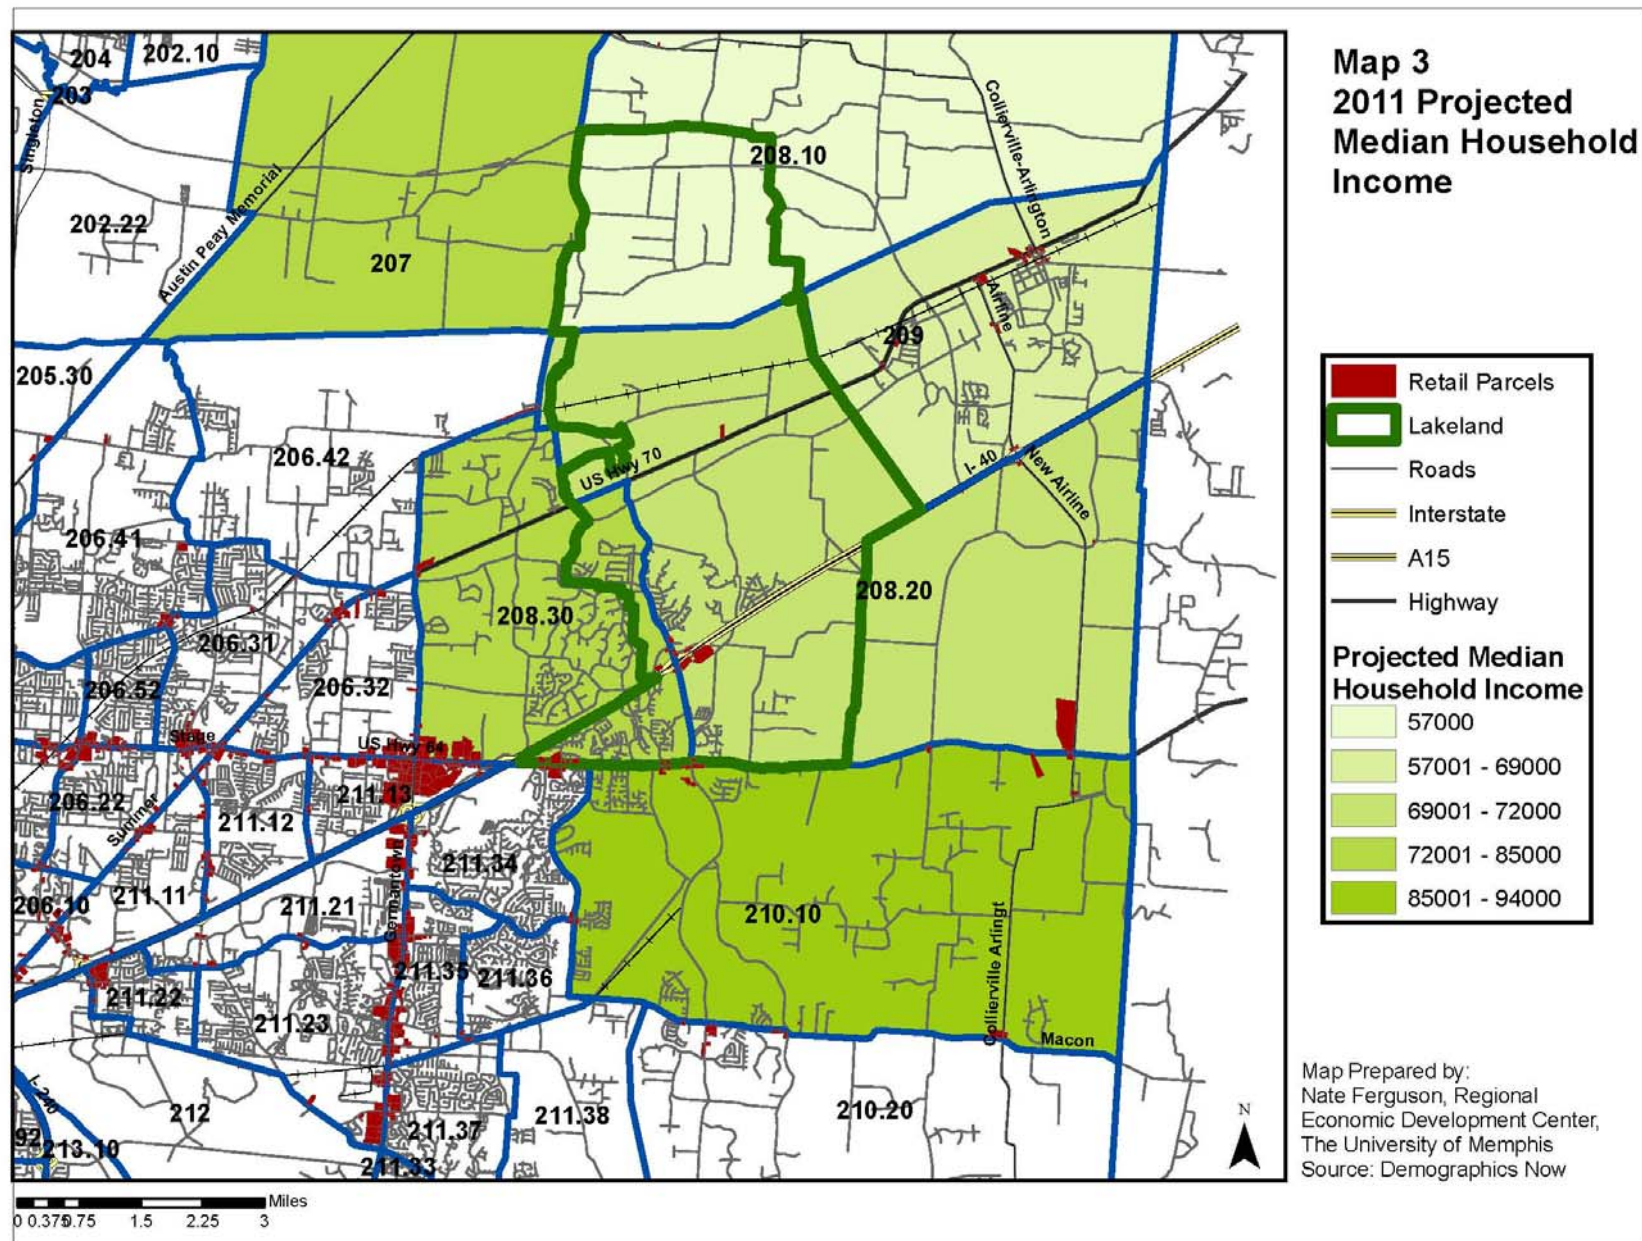 Map 3
2011 Projected
Median Household
Income
204
202.10
203
Singleton
202.22
Austin Peay Memorial
207
208.10
Collierville-Arlington
205.30
206.42
209
Airline
US Hwy 70
I- 40
New Airline
206.41
208.30
208.20
206.31
206.52
206.32
Stage
US Hwy 64
206.22
Summer
211.12
211.13
Germantown
211.34
206.10
211.11
211.21
210.10
Collierville Arlingt
211.35
211.36
211.22
211.23
Macon
I- 240
212
211.38
210.20
92
213.10
211.37
211.33
N
Retail Parcels
Lakeland
Roads
Interstate
A15
Highway
Projected Median
Household Income
57000
57001 - 69000
69001 - 72000
72001 - 85000
85001 - 94000
Map Prepared by:
Nate Ferguson, Regional
Economic Development Center,
The University of Memphis
Source: Demographics Now
Miles
0 0.375 0.75 1.5 2.25 3